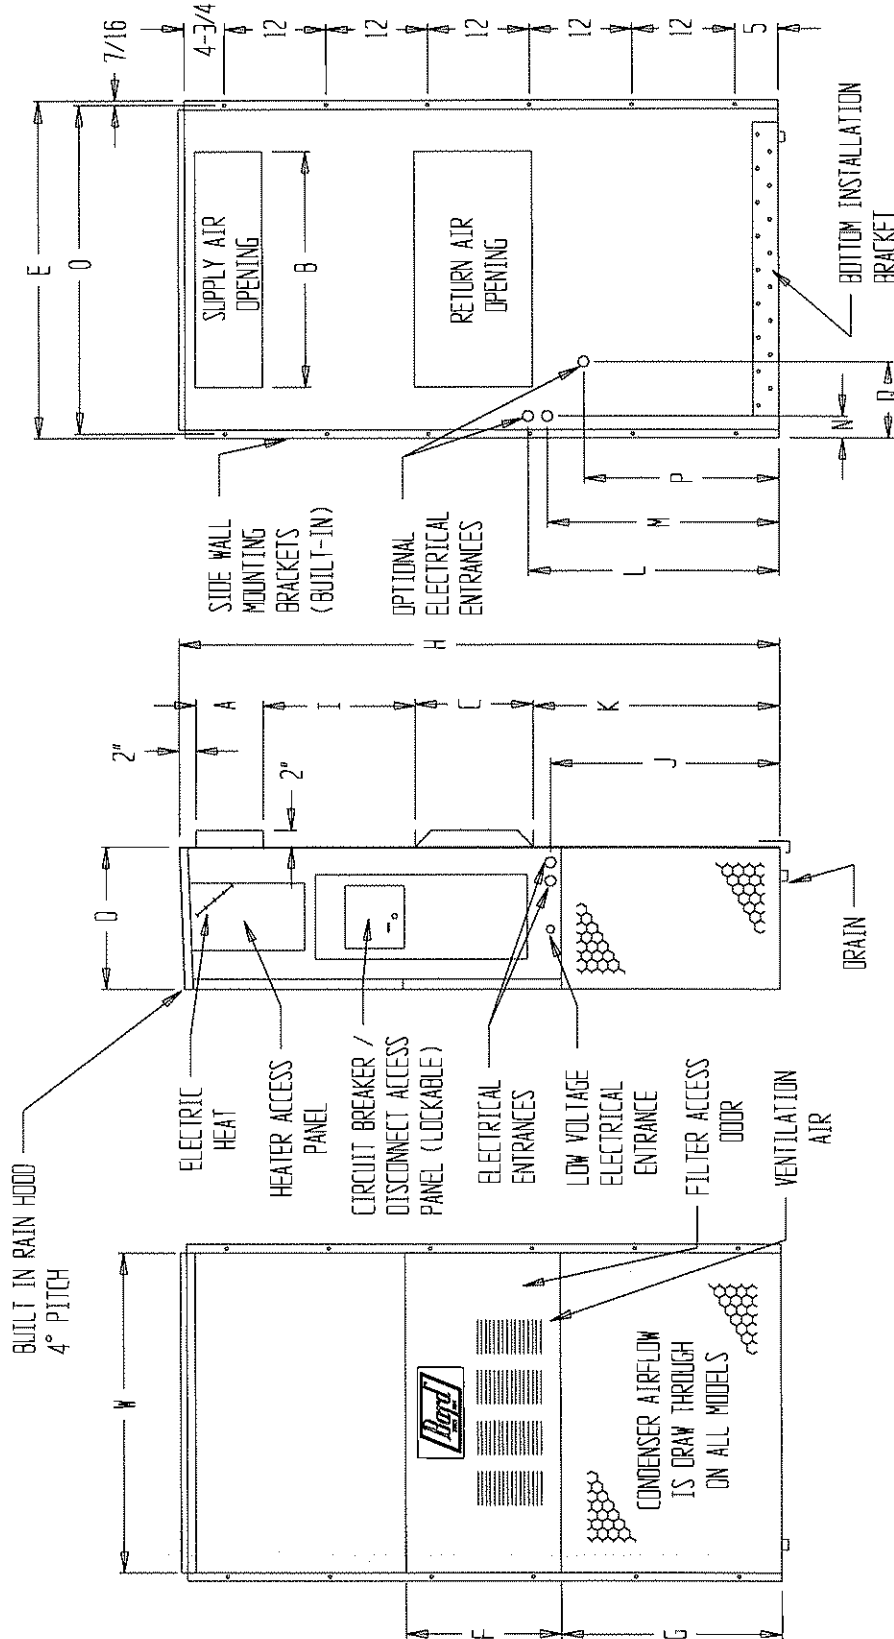 BUILT IN RAIN HOOD
4° PITCH
W
F
G
Bard
CONDENSER AIRFLOW
IS DRAW THROUGH
ON ALL MODELS
VENTILATION
AIR
FILTER ACCESS
DOOR
LOW VOLTAGE
ELECTRICAL
ENTRANCE
ELECTRICAL
ENTRANCES
CIRCUIT BREAKER /
DISCONNECT ACCESS
PANEL (LOCKABLE)
HEATER ACCESS
PANEL
ELECTRIC
HEAT
D
2"
A
I
2"
C
K
J
H
DRAIN
SIDE WALL
MOUNTING
BRACKETS
(BUILT-IN)
OPTIONAL
ELECTRICAL
ENTRANCES
E
O
SUPPLY AIR
OPENING
B
RETURN AIR
OPENING
L
M
P
N
7/16
4-3/4
12
12
12
12
12
5
BOTTOM INSTALLATION
BRACKET